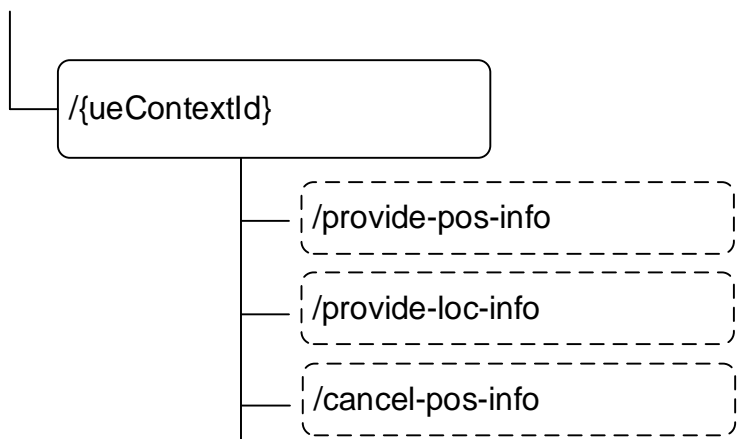 /{ueContextId}
/provide-pos-info
/provide-loc-info
/cancel-pos-info